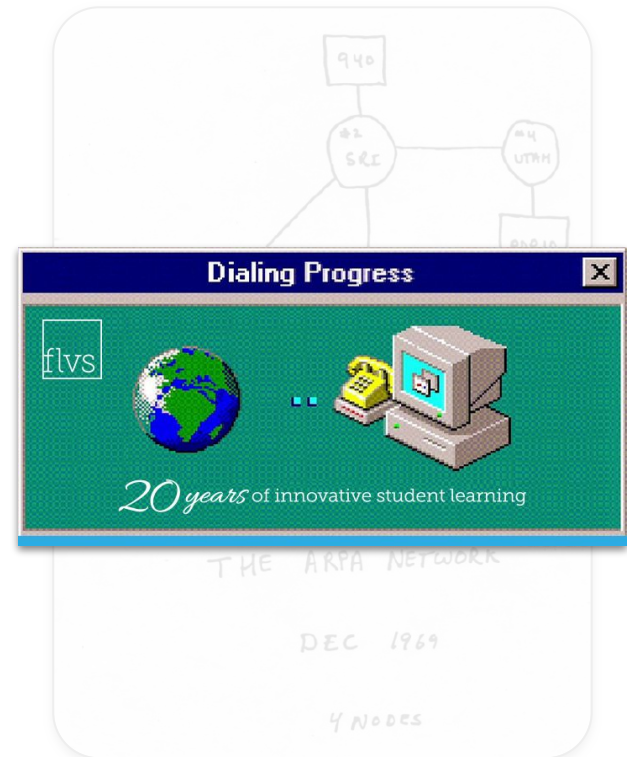 940
#2
SRI
#4
UTAH
Dialing Progress
flvs
20 years of innovative student learning
THE ARPA NETWORK
DEC 1969
4 NODES